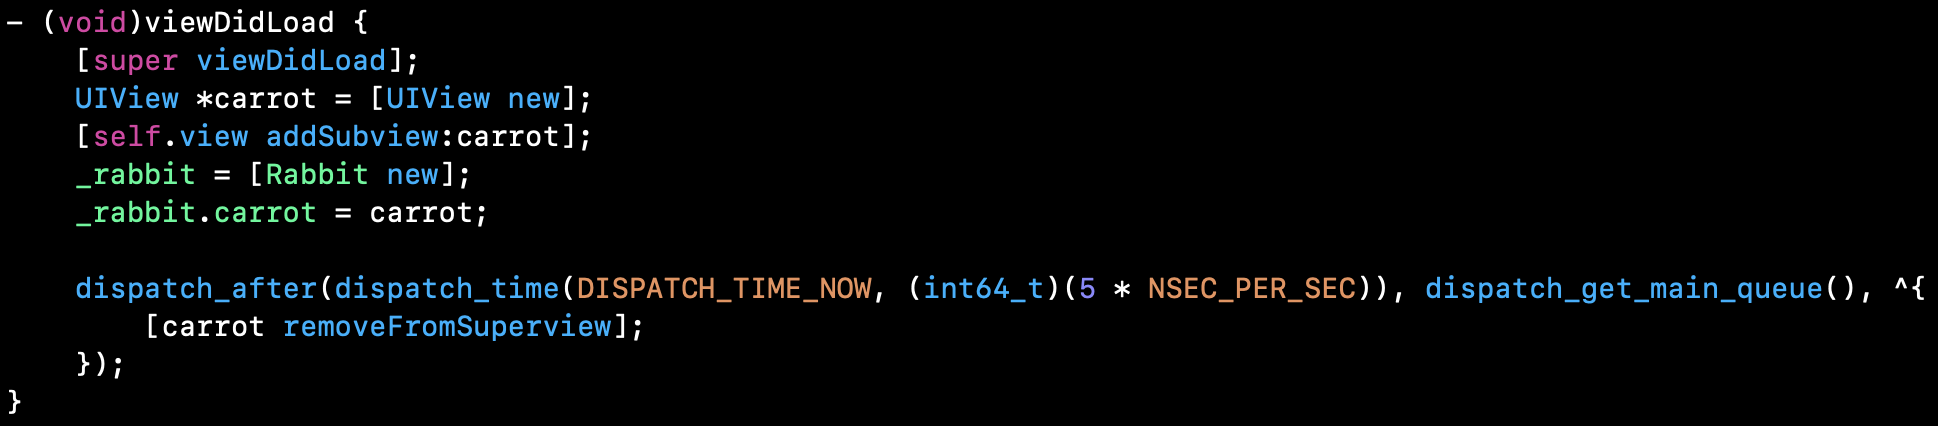 - (void)viewDidLoad {
    [super viewDidLoad];
    UIView *carrot = [UIView new];
    [self.view addSubview:carrot];
    _rabbit = [Rabbit new];
    _rabbit.carrot = carrot;

    dispatch_after(dispatch_time(DISPATCH_TIME_NOW, (int64_t)(5 * NSEC_PER_SEC)), dispatch_get_main_queue(), ^{
        [carrot removeFromSuperview];
    });
}